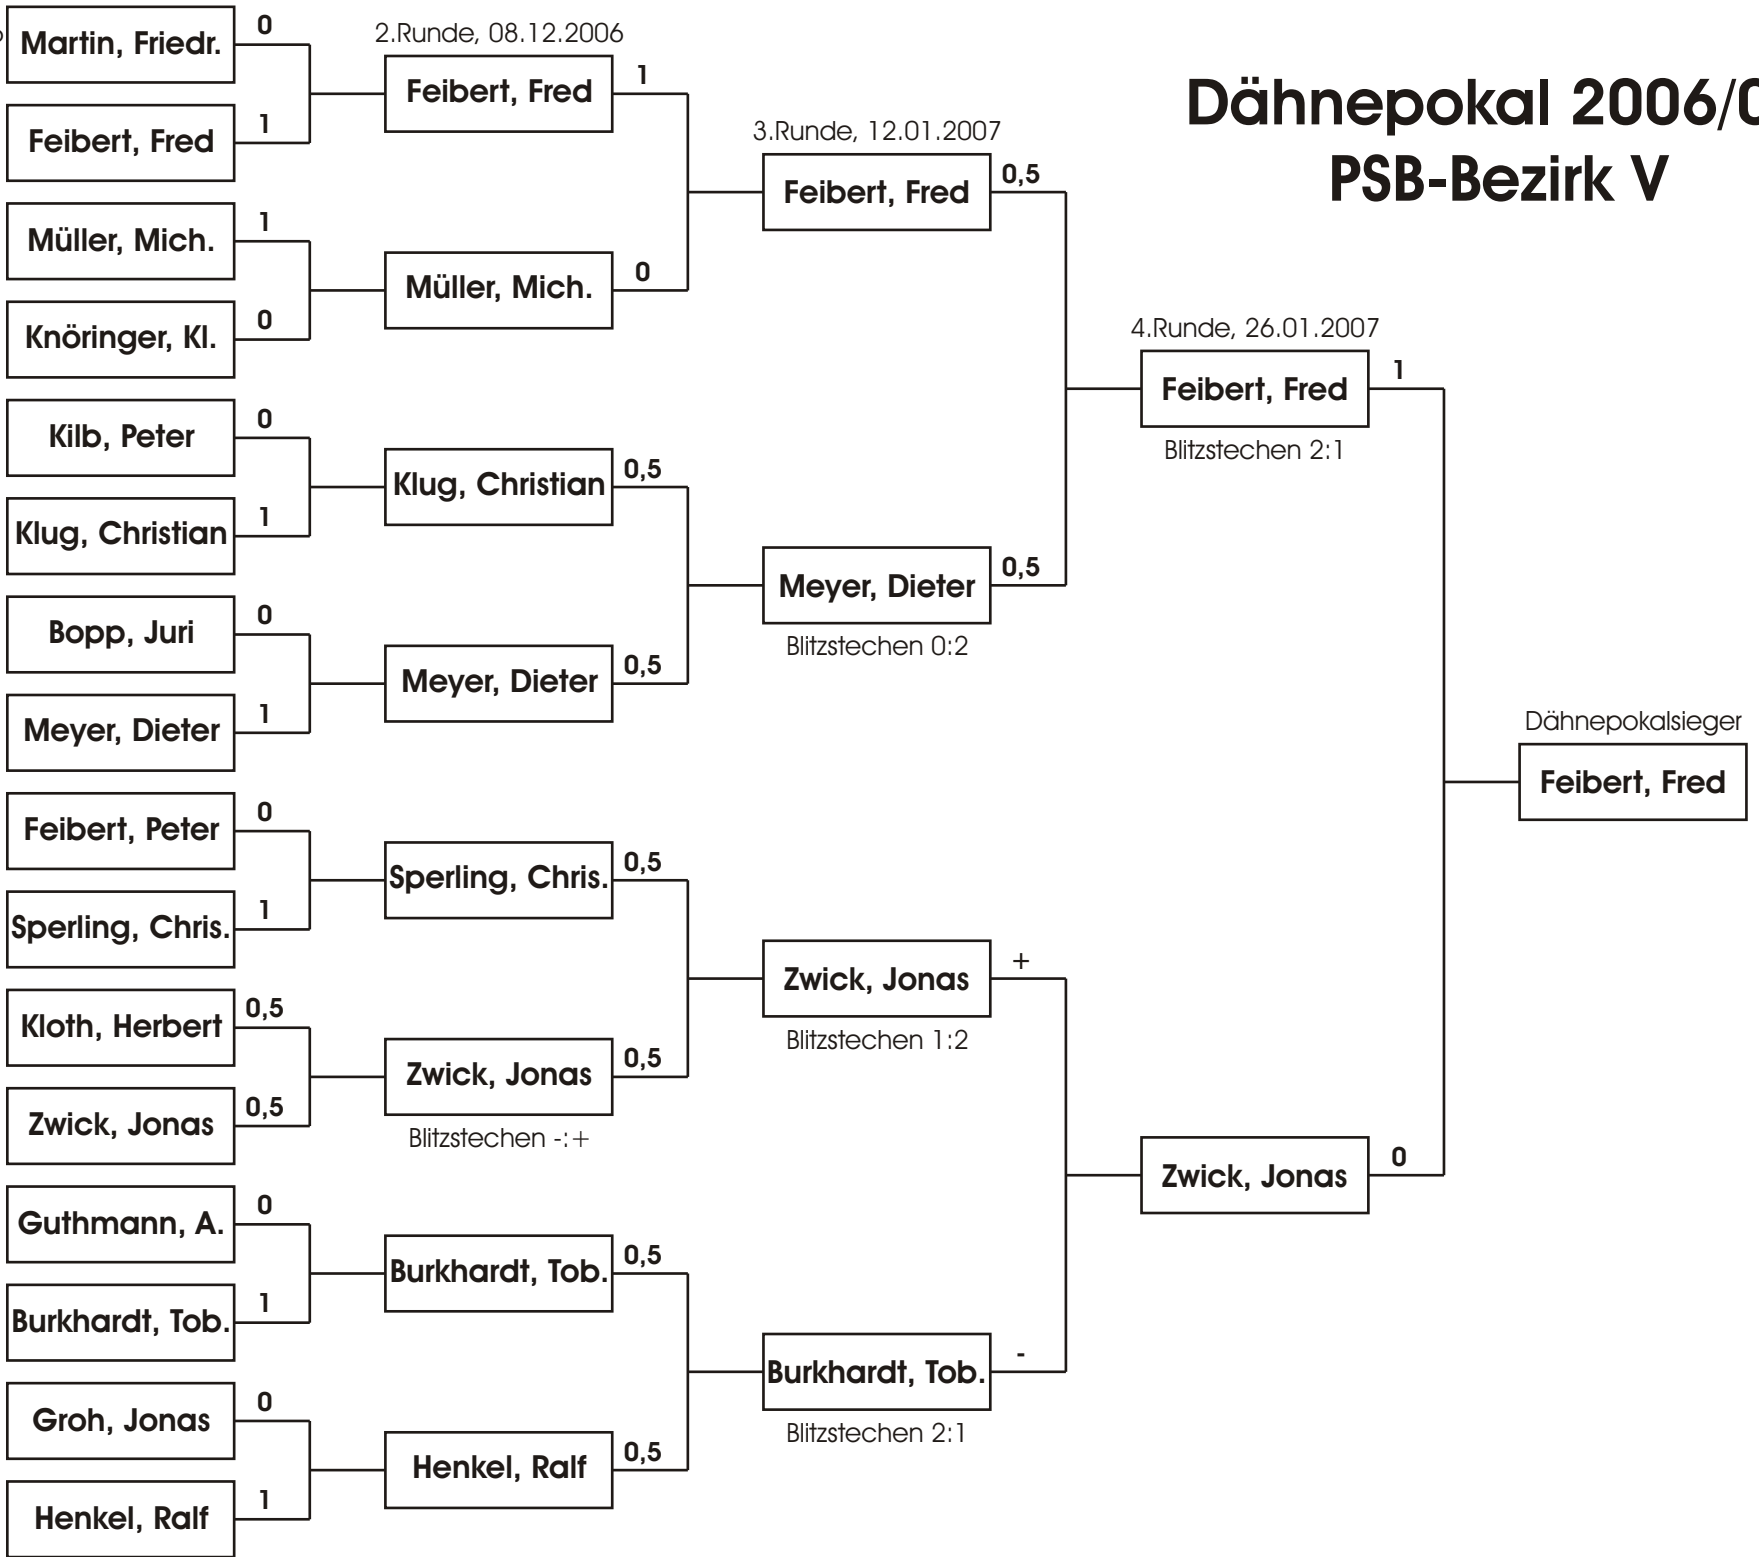 Dähnepokal 2006/0
PSB-Bezirk V
Martin, Friedr.
0
Feibert, Fred
1
Müller, Mich.
1
Knöringer, Kl.
0
Kilb, Peter
0
Klug, Christian
1
Bopp, Juri
0
Meyer, Dieter
1
Feibert, Peter
0
Sperling, Chris.
1
Kloth, Herbert
0,5
Zwick, Jonas
0,5
Guthmann, A.
0
Burkhardt, Tob.
1
Groh, Jonas
0
Henkel, Ralf
1
2.Runde, 08.12.2006
Feibert, Fred
1
Müller, Mich.
0
Klug, Christian
0,5
Meyer, Dieter
0,5
Sperling, Chris.
0,5
Zwick, Jonas
0,5
Blitzstechen -:+
Burkhardt, Tob.
0,5
Henkel, Ralf
0,5
3.Runde, 12.01.2007
Feibert, Fred
0,5
Meyer, Dieter
0,5
Blitzstechen 0:2
Zwick, Jonas
+
Blitzstechen 1:2
Burkhardt, Tob.
-
Blitzstechen 2:1
4.Runde, 26.01.2007
Feibert, Fred
1
Blitzstechen 2:1
Zwick, Jonas
0
Dähnepokalsieger
Feibert, Fred